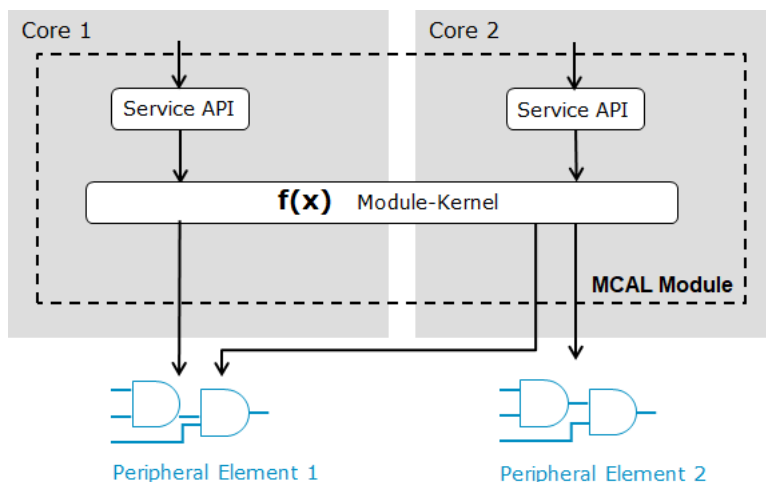 Core 1
Core 2
Service API
Service API
f(x) Module-Kernel
MCAL Module
Peripheral Element 1
Peripheral Element 2